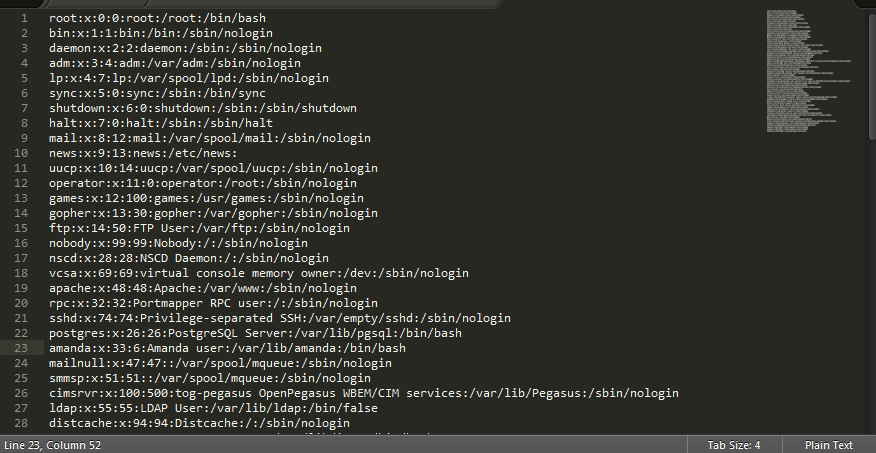 1 root:x:0:0:root:/root:/bin/bash
2 bin:x:1:1:bin:/bin:/sbin/nologin
3 daemon:x:2:2:daemon:/sbin:/sbin/nologin
4 adm:x:3:4:adm:/var/adm:/sbin/nologin
5 lp:x:4:7:lp:/var/spool/lpd:/sbin/nologin
6 sync:x:5:0:sync:/sbin:/bin/sync
7 shutdown:x:6:0:shutdown:/sbin:/sbin/shutdown
8 halt:x:7:0:halt:/sbin:/sbin/halt
9 mail:x:8:12:mail:/var/spool/mail:/sbin/nologin
10 news:x:9:13:news:/etc/news:
11 uucp:x:10:14:uucp:/var/spool/uucp:/sbin/nologin
12 operator:x:11:0:operator:/root:/sbin/nologin
13 games:x:12:100:games:/usr/games:/sbin/nologin
14 gopher:x:13:30:gopher:/var/gopher:/sbin/nologin
15 ftp:x:14:50:FTP User:/var/ftp:/sbin/nologin
16 nobody:x:99:99:Nobody:/:/sbin/nologin
17 nscd:x:28:28:NSCD Daemon:/:/sbin/nologin
18 vcsa:x:69:69:virtual console memory owner:/dev:/sbin/nologin
19 apache:x:48:48:Apache:/var/www:/sbin/nologin
20 rpc:x:32:32:Portmapper RPC user:/:/sbin/nologin
21 sshd:x:74:74:Privilege-separated SSH:/var/empty/sshd:/sbin/nologin
22 postgres:x:26:26:PostgreSQL Server:/var/lib/pgsql:/bin/bash
23 amanda:x:33:6:Amanda user:/var/lib/amanda:/bin/bash
24 mailnull:x:47:47::/var/spool/mqueue:/sbin/nologin
25 smmsp:x:51:51::/var/spool/mqueue:/sbin/nologin
26 cimsrvr:x:100:500:tog-pegasus OpenPegasus WBEM/CIM services:/var/lib/Pegasus:/sbin/nologin
27 ldap:x:55:55:LDAP User:/var/lib/ldap:/bin/false
28 distcache:x:94:94:Distcache:/:/sbin/nologin
Line 23, Column 52 Tab Size: 4 Plain Text